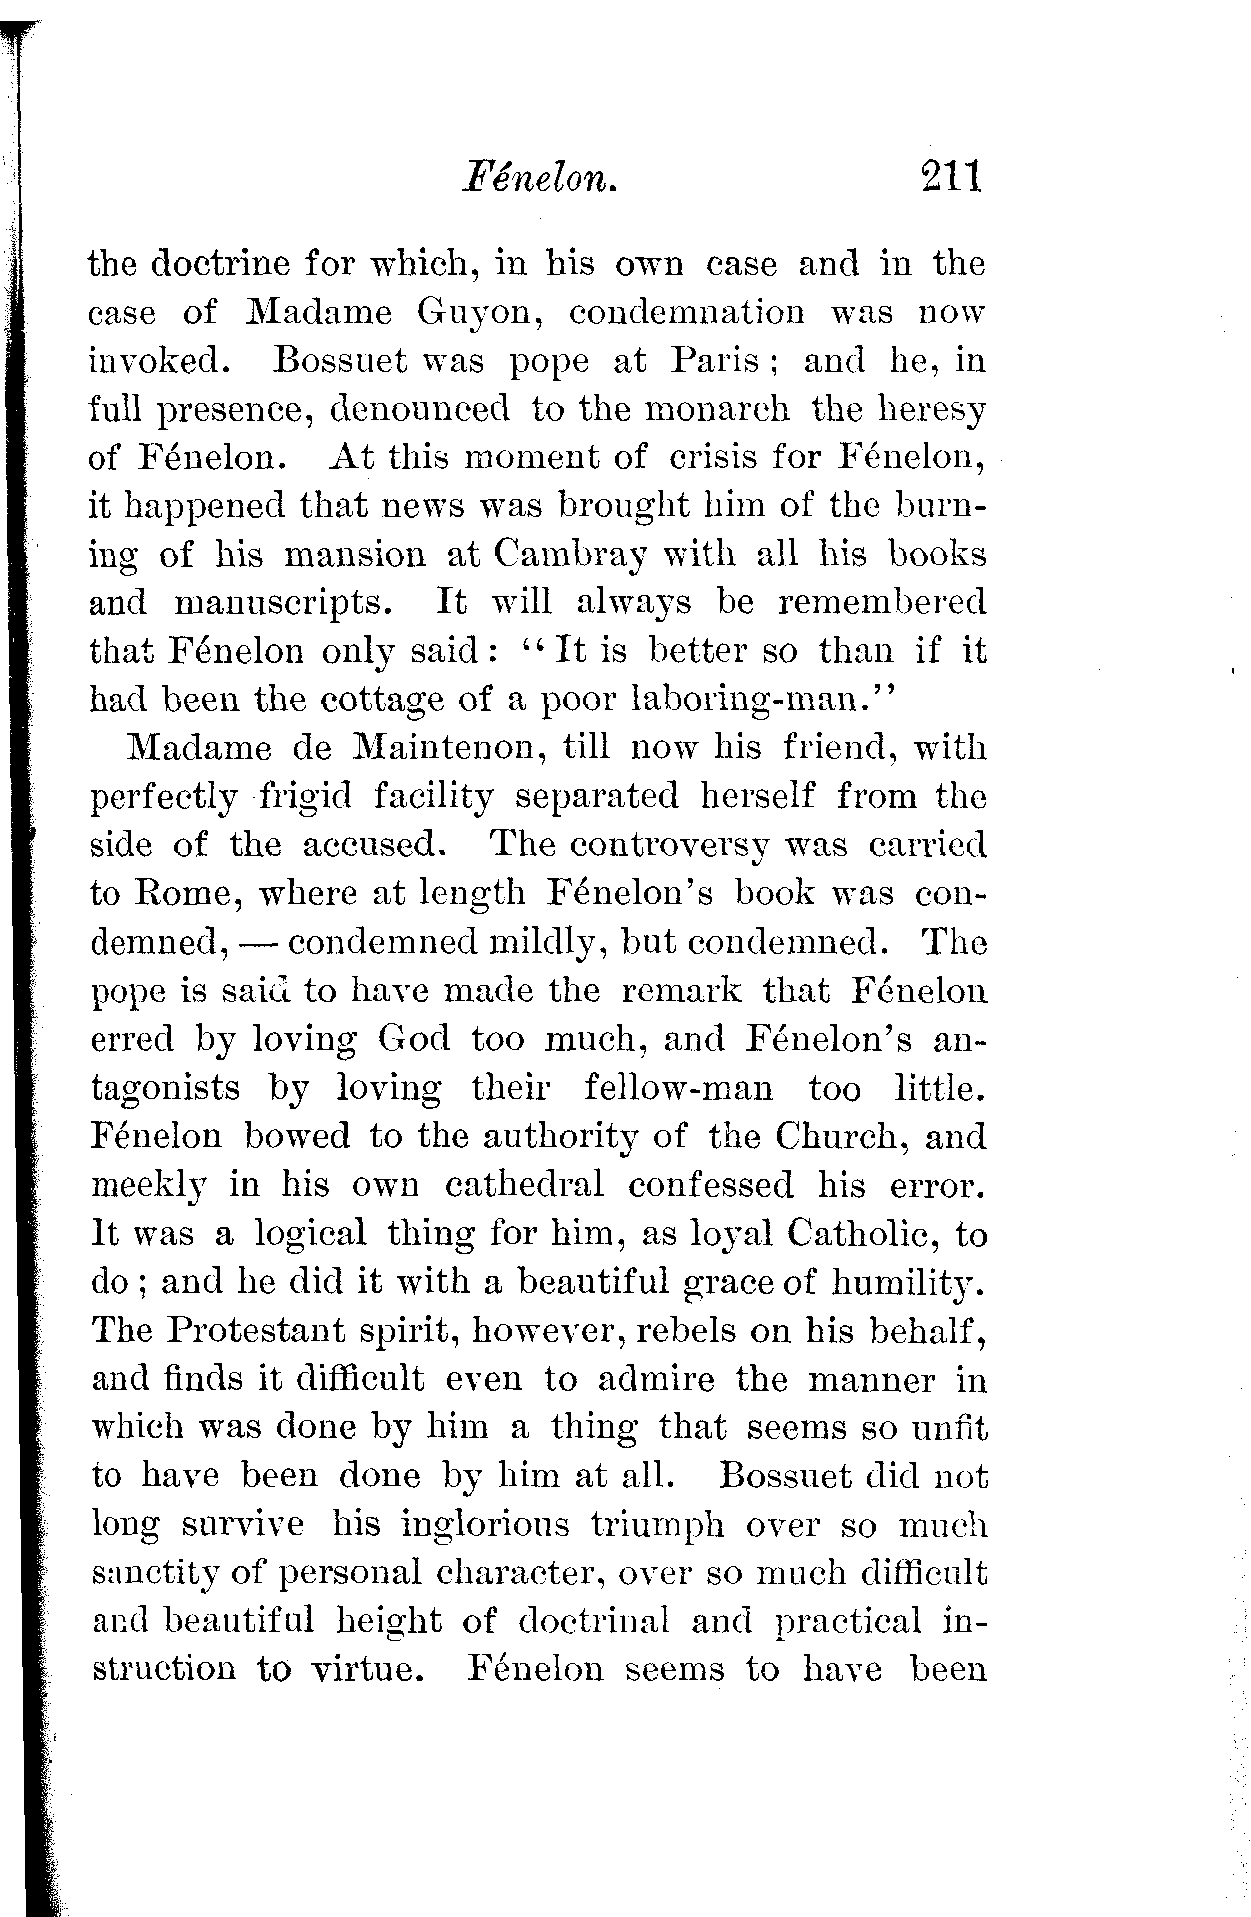 Fénelon. 211
the doctrine for which, in his own case and in the
case of Madame Guyon, condemnation was now
invoked. Bossuet was pope at Paris; and he, in
full presence, denounced to the monarch the heresy
of Fénelon. At this moment of crisis for Fénelon,
it happened that news was brought him of the burn-
ing of his mansion at Cambray with all his books
and manuscripts. It will always be remembered
that Fénelon only said: “It is better so than if it
had been the cottage of a poor laboring-man.”
Madame de Maintenon, till now his friend, with
perfectly frigid facility separated herself from the
side of the accused. The controversy was carried
to Rome, where at length Fénelon's book was con-
demned, — condemned mildly, but condemned. The
pope is said to have made the remark that Fénelon
erred by loving God too much, and Fénelon's an-
tagonists by loving their fellow-man too little.
Fénelon bowed to the authority of the Church, and
meekly in his own cathedral confessed his error.
It was a logical thing for him, as loyal Catholic, to
do; and he did it with a beautiful grace of humility.
The Protestant spirit, however, rebels on his behalf,
and finds it difficult even to admire the manner in
which was done by him a thing that seems so unfit
to have been done by him at all. Bossuet did not
long survive his inglorious triumph over so much
sanctity of personal character, over so much difficult
and beautiful height of doctrinal and practical in-
struction to virtue. Fénelon seems to have been